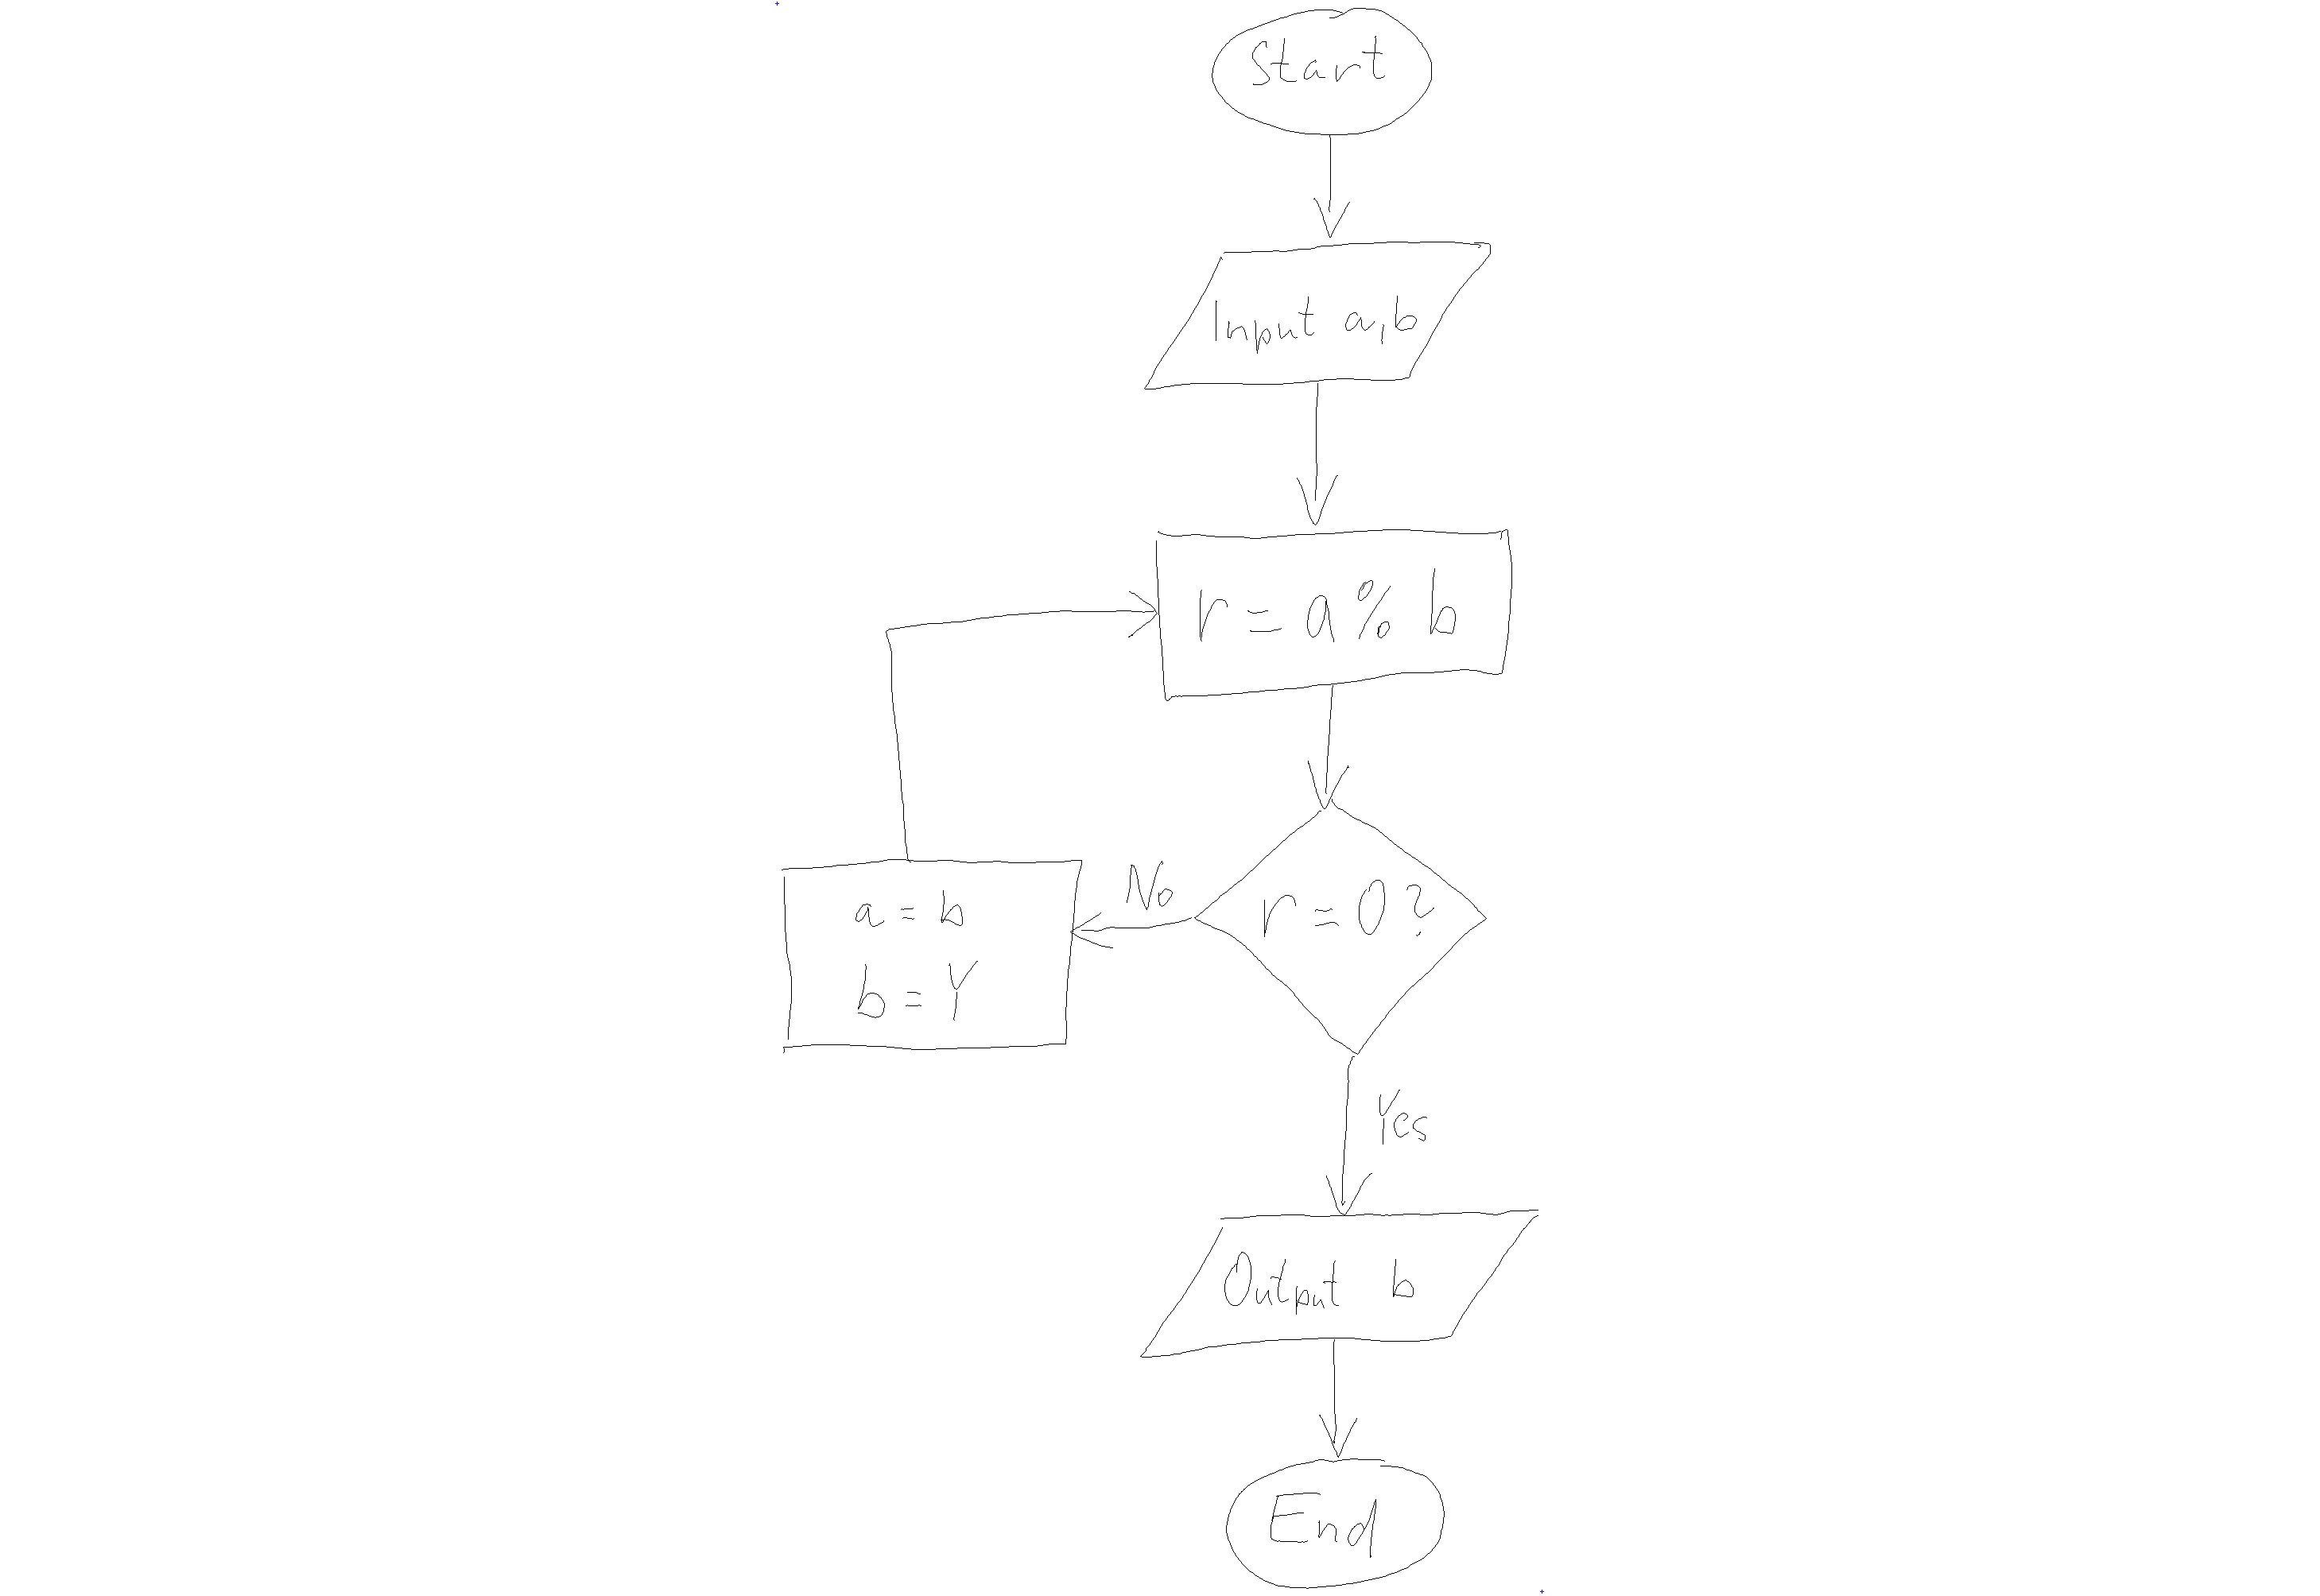 Start
Input a,b
r = a % b
r = 0 ?
No
a = b
b = r
Yes
Output b
End